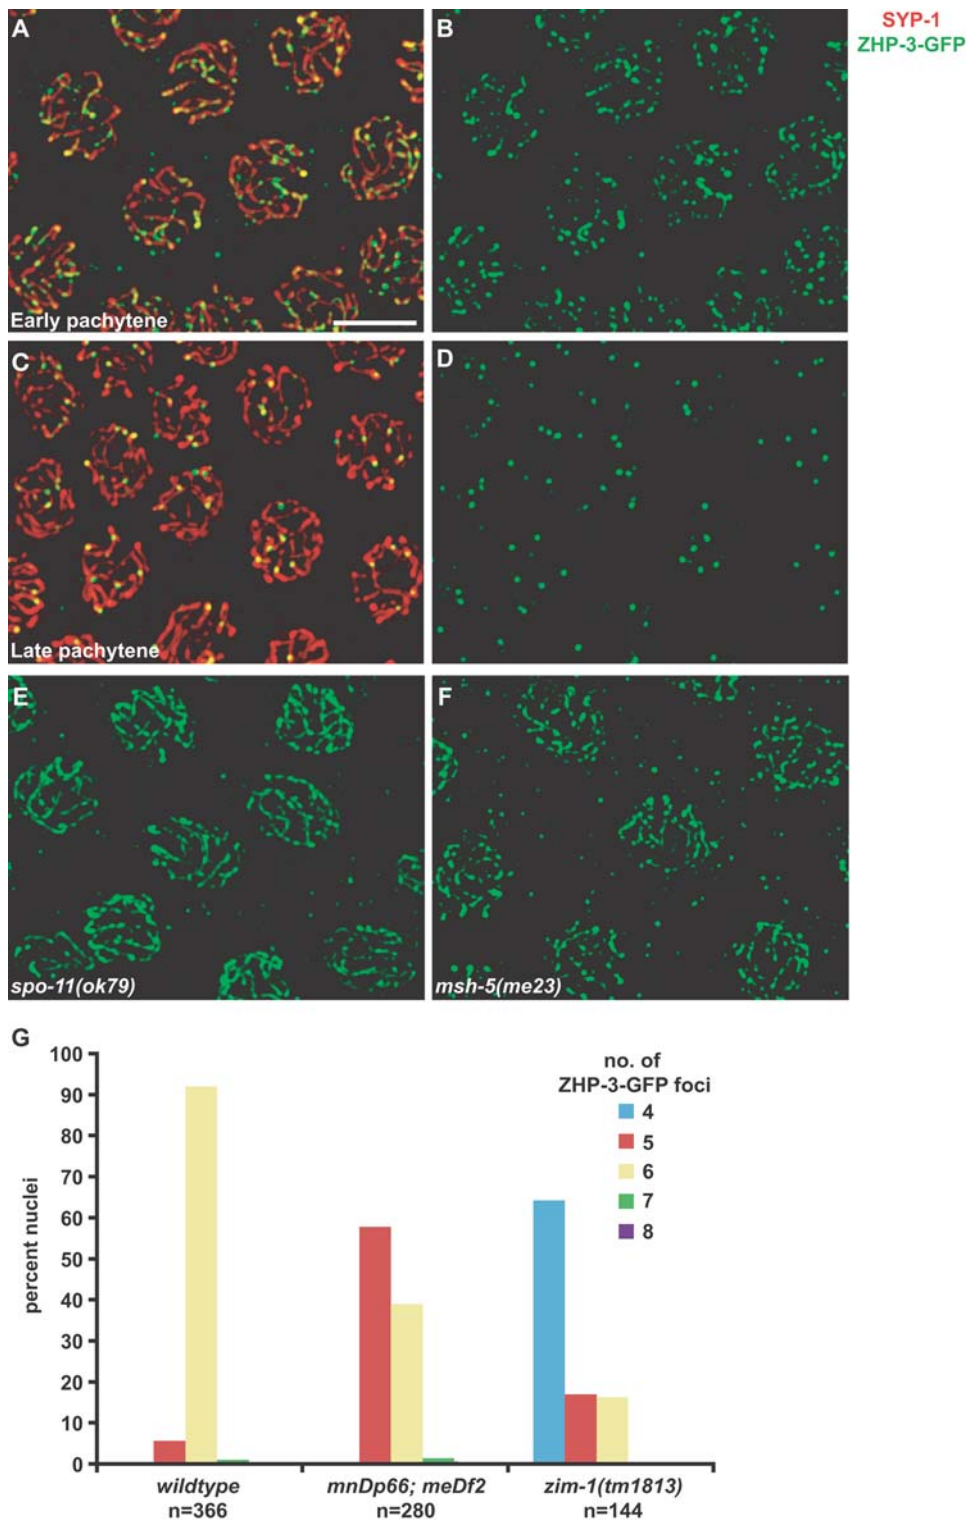 A
B
SYP-1
ZHP-3-GFP
Early pachytene
C
D
Late pachytene
E
F
spo-11(ok79)
msh-5(me23)
G
no. of
ZHP-3-GFP foci
4
5
6
7
8
percent nuclei
100
90
80
70
60
50
40
30
20
10
0
wildtype
mnDp66; meDf2
zim-1(tm1813)
n=366
n=280
n=144